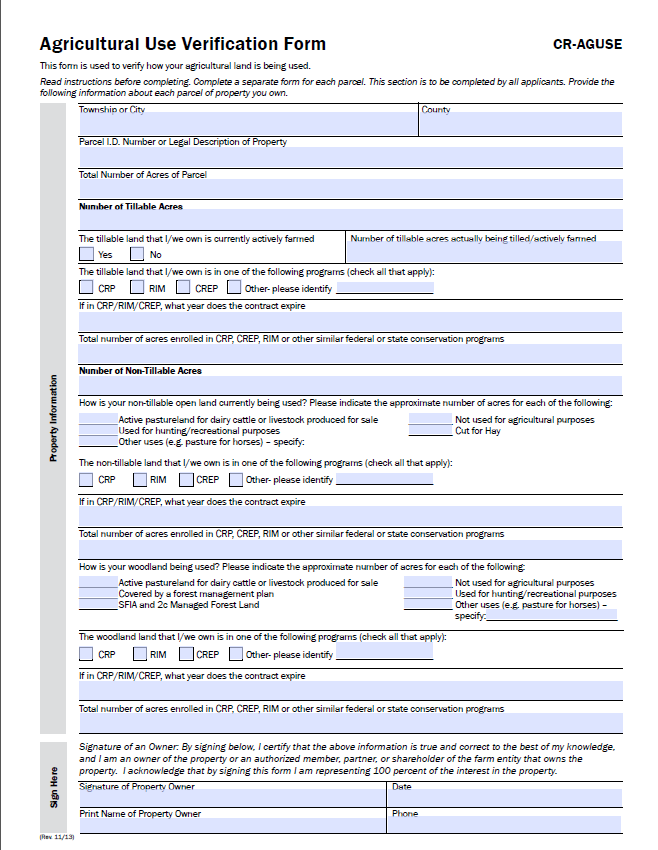 Agricultural Use Verification Form
CR-AGUSE
This form is used to verify how your agricultural land is being used.
Read instructions before completing. Complete a separate form for each parcel. This section is to be completed by all applicants. Provide the
following information about each parcel of property you own.
Property Information
Township or City
County
Parcel I.D. Number or Legal Description of Property
Total Number of Acres of Parcel
Number of Tillable Acres
The tillable land that I/we own is currently actively farmed
Number of tillable acres actually being tilled/actively farmed
Yes No
The tillable land that I/we own is in one of the following programs (check all that apply):
CRP RIM CREP Other- please identify
If in CRP/RIM/CREP, what year does the contract expire
Total number of acres enrolled in CRP, CREP, RIM or other similar federal or state conservation programs
Number of Non-Tillable Acres
How is your non-tillable open land currently being used? Please indicate the approximate number of acres for each of the following:
Active pastureland for dairy cattle or livestock produced for sale Not used for agricultural purposes
Used for hunting/recreational purposes Cut for Hay
Other uses (e.g. pasture for horses) – specify:
The non-tillable land that I/we own is in one of the following programs (check all that apply):
CRP RIM CREP Other- please identify
If in CRP/RIM/CREP, what year does the contract expire
Total number of acres enrolled in CRP, CREP, RIM or other similar federal or state conservation programs
How is your woodland being used? Please indicate the approximate number of acres for each of the following:
Active pastureland for dairy cattle or livestock produced for sale Not used for agricultural purposes
Covered by a forest management plan Used for hunting/recreational purposes
SFIA and 2c Managed Forest Land Other uses (e.g. pasture for horses) –
specify:
The woodland land that I/we own is in one of the following programs (check all that apply):
CRP RIM CREP Other- please identify
If in CRP/RIM/CREP, what year does the contract expire
Total number of acres enrolled in CRP, CREP, RIM or other similar federal or state conservation programs
Sign Here
Signature of an Owner: By signing below, I certify that the above information is true and correct to the best of my knowledge,
and I am an owner of the property or an authorized member, partner, or shareholder of the farm entity that owns the
property. I acknowledge that by signing this form I am representing 100 percent of the interest in the property.
Signature of Property Owner
Date
Print Name of Property Owner
Phone
(Rev. 11/13)